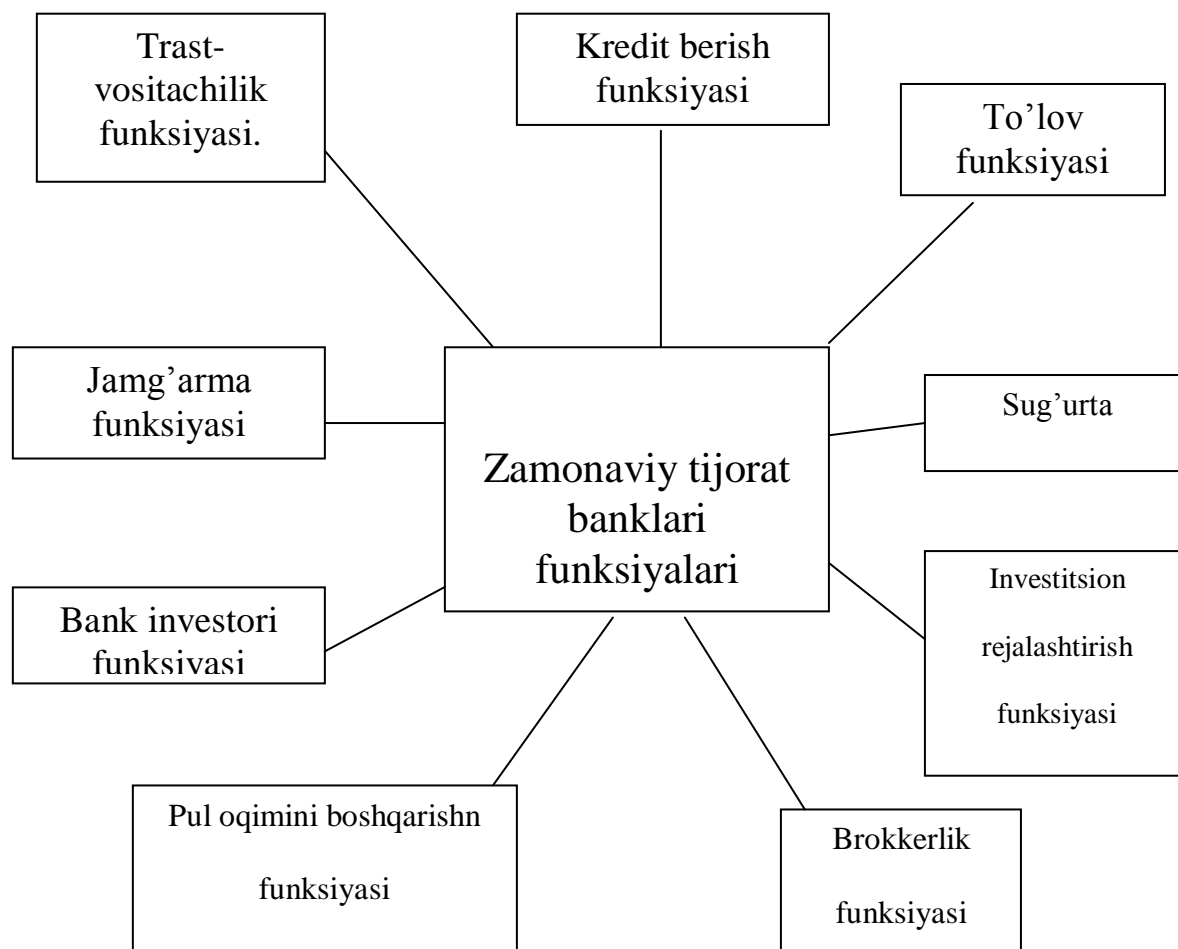 Trast-
vositachilik
funksiyasi.
Kredit berish
funksiyasi
To’lov
funksiyasi
Jamg’arma
funksiyasi
Zamonaviy tijorat
banklari
funksiyalari
Sug’urta
Bank investori
funksiyasi
Investitsion
rejalashtirish
funksiyasi
Pul oqimini boshqarishn
funksiyasi
Brokkerlik
funksiyasi